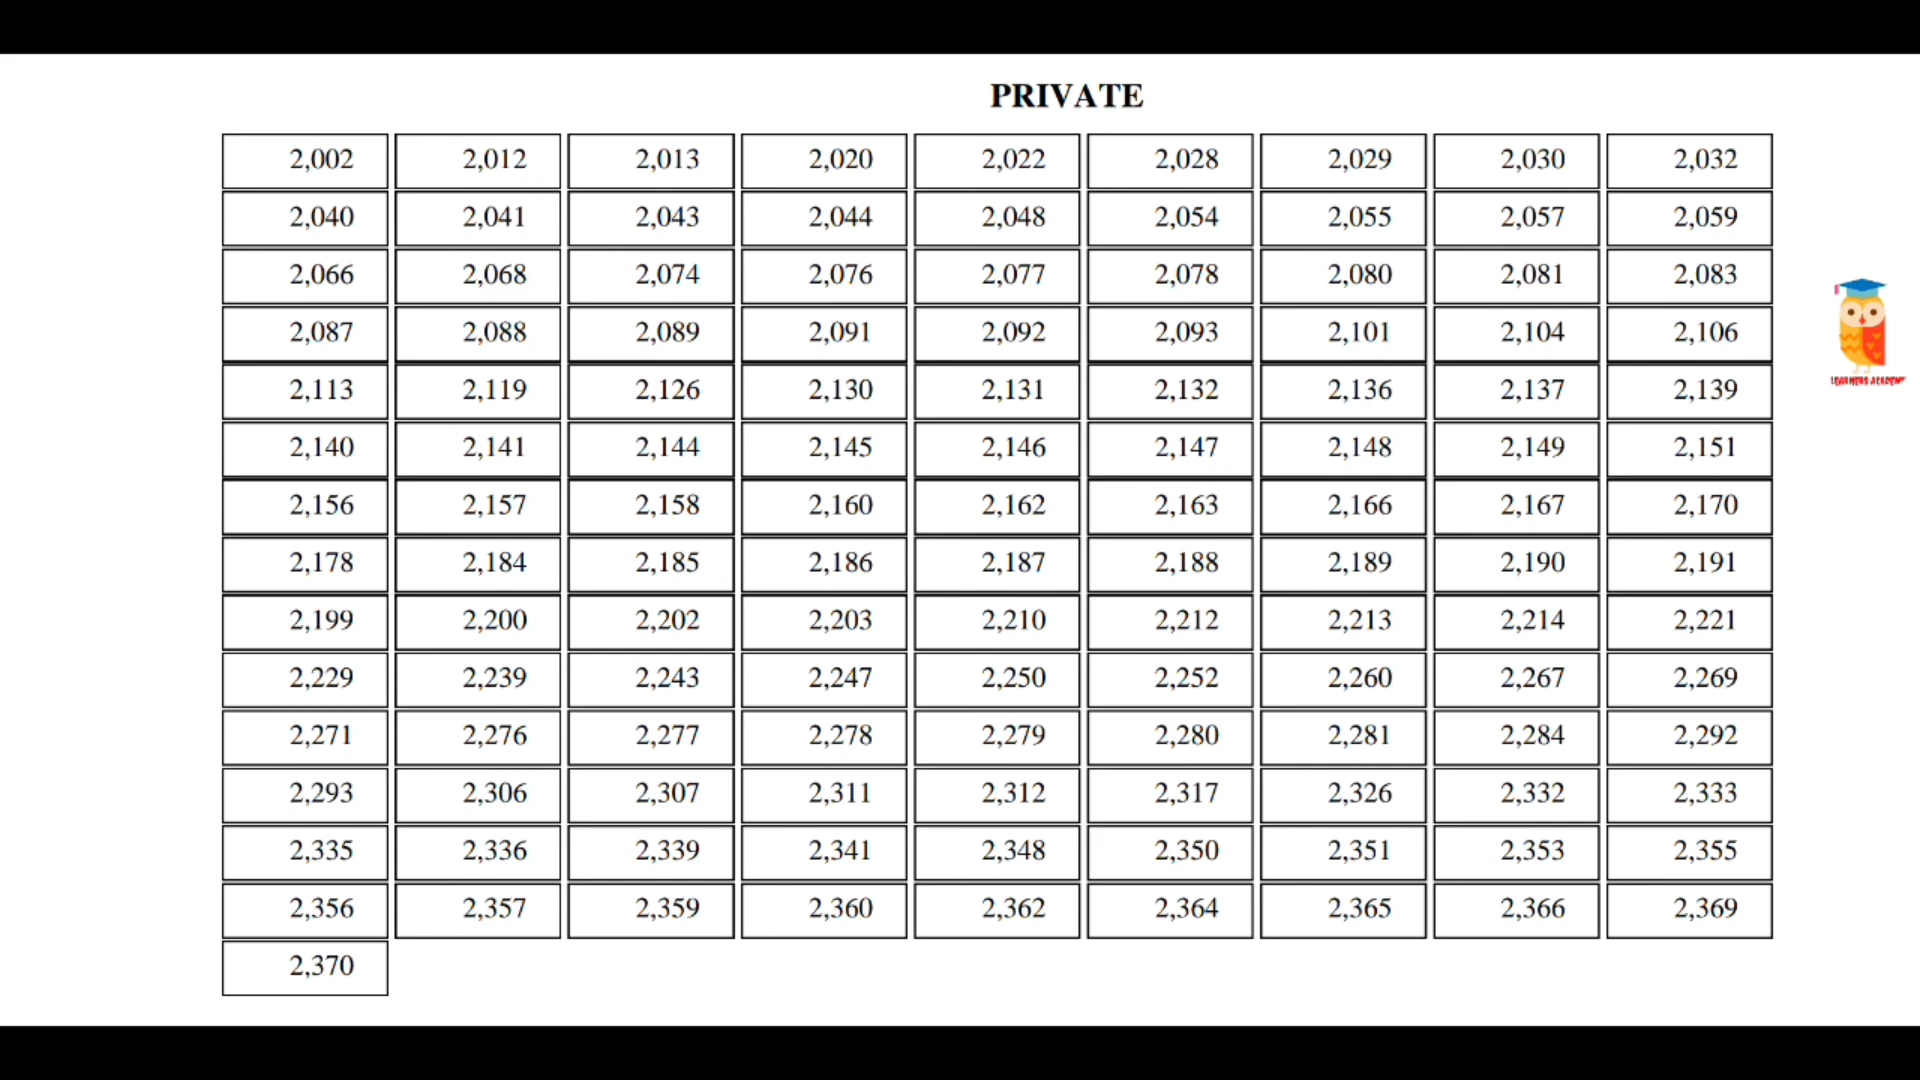 PRIVATE
2,002 2,012 2,013 2,020 2,022 2,028 2,029 2,030 2,032
2,040 2,041 2,043 2,044 2,048 2,054 2,055 2,057 2,059
2,066 2,068 2,074 2,076 2,077 2,078 2,080 2,081 2,083
2,087 2,088 2,089 2,091 2,092 2,093 2,101 2,104 2,106
2,113 2,119 2,126 2,130 2,131 2,132 2,136 2,137 2,139
2,140 2,141 2,144 2,145 2,146 2,147 2,148 2,149 2,151
2,156 2,157 2,158 2,160 2,162 2,163 2,166 2,167 2,170
2,178 2,184 2,185 2,186 2,187 2,188 2,189 2,190 2,191
2,199 2,200 2,202 2,203 2,210 2,212 2,213 2,214 2,221
2,229 2,239 2,243 2,247 2,250 2,252 2,260 2,267 2,269
2,271 2,276 2,277 2,278 2,279 2,280 2,281 2,284 2,292
2,293 2,306 2,307 2,311 2,312 2,317 2,326 2,332 2,333
2,335 2,336 2,339 2,341 2,348 2,350 2,351 2,353 2,355
2,356 2,357 2,359 2,360 2,362 2,364 2,365 2,366 2,369
2,370
LEARNERS ACADEMY